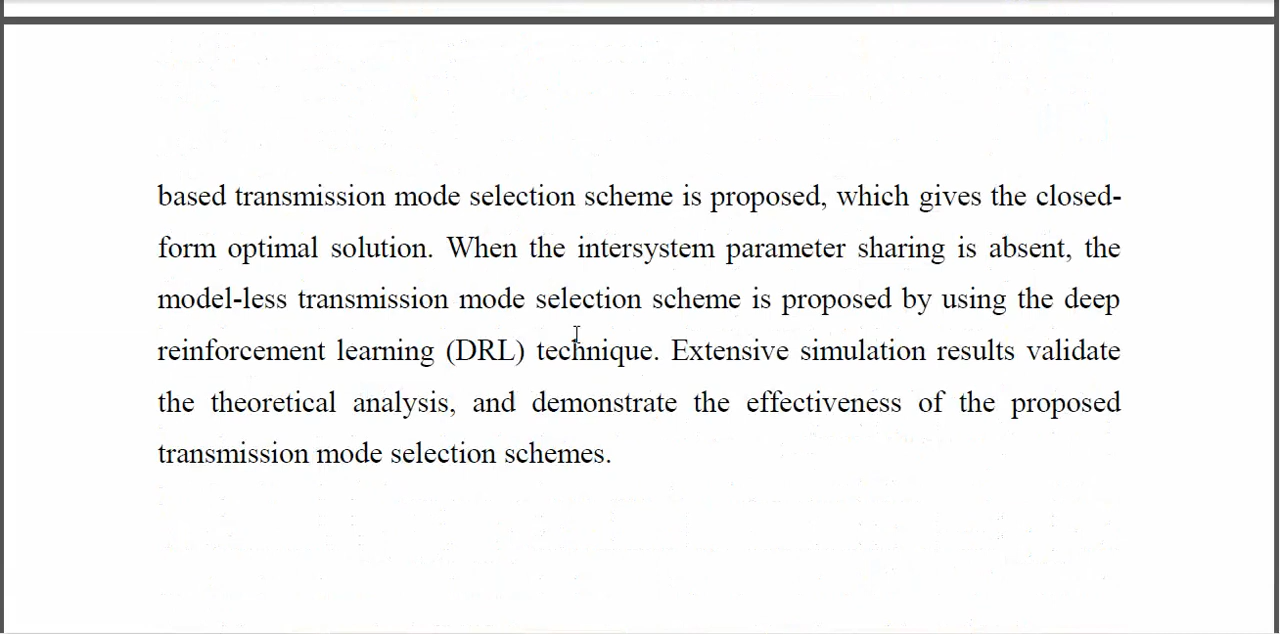 based transmission mode selection scheme is proposed, which gives the closed-
form optimal solution. When the intersystem parameter sharing is absent, the
model-less transmission mode selection scheme is proposed by using the deep
reinforcement learning (DRL) technique. Extensive simulation results validate
the theoretical analysis, and demonstrate the effectiveness of the proposed
transmission mode selection schemes.